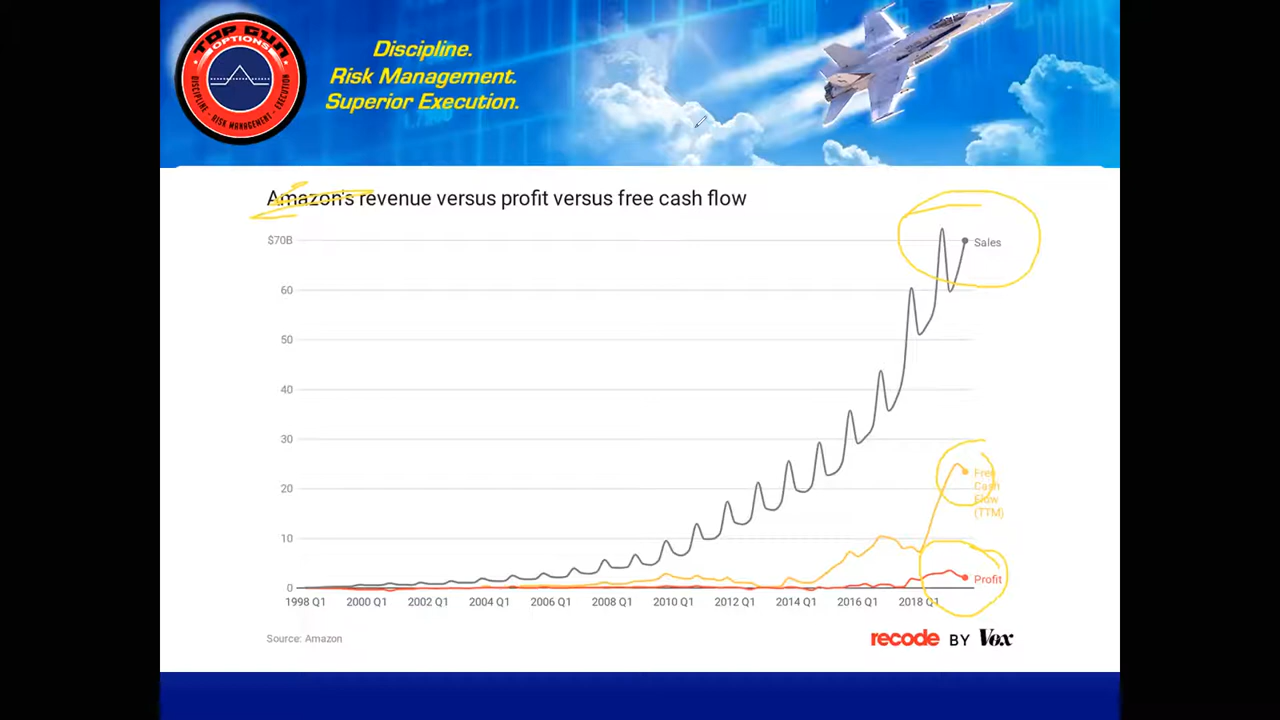 TOP GUN
OPTIONS
DISCIPLINE - RISK MANAGEMENT - EXECUTION
Discipline.
Risk Management.
Superior Execution.
Amazon's revenue versus profit versus free cash flow
$70B
Sales
60
50
40
30
Free
Cash
Flow
(TTM)
20
10
Profit
0
1998 Q1 2000 Q1 2002 Q1 2004 Q1 2006 Q1 2008 Q1 2010 Q1 2012 Q1 2014 Q1 2016 Q1 2018 Q1
Source: Amazon
recode BY Vox